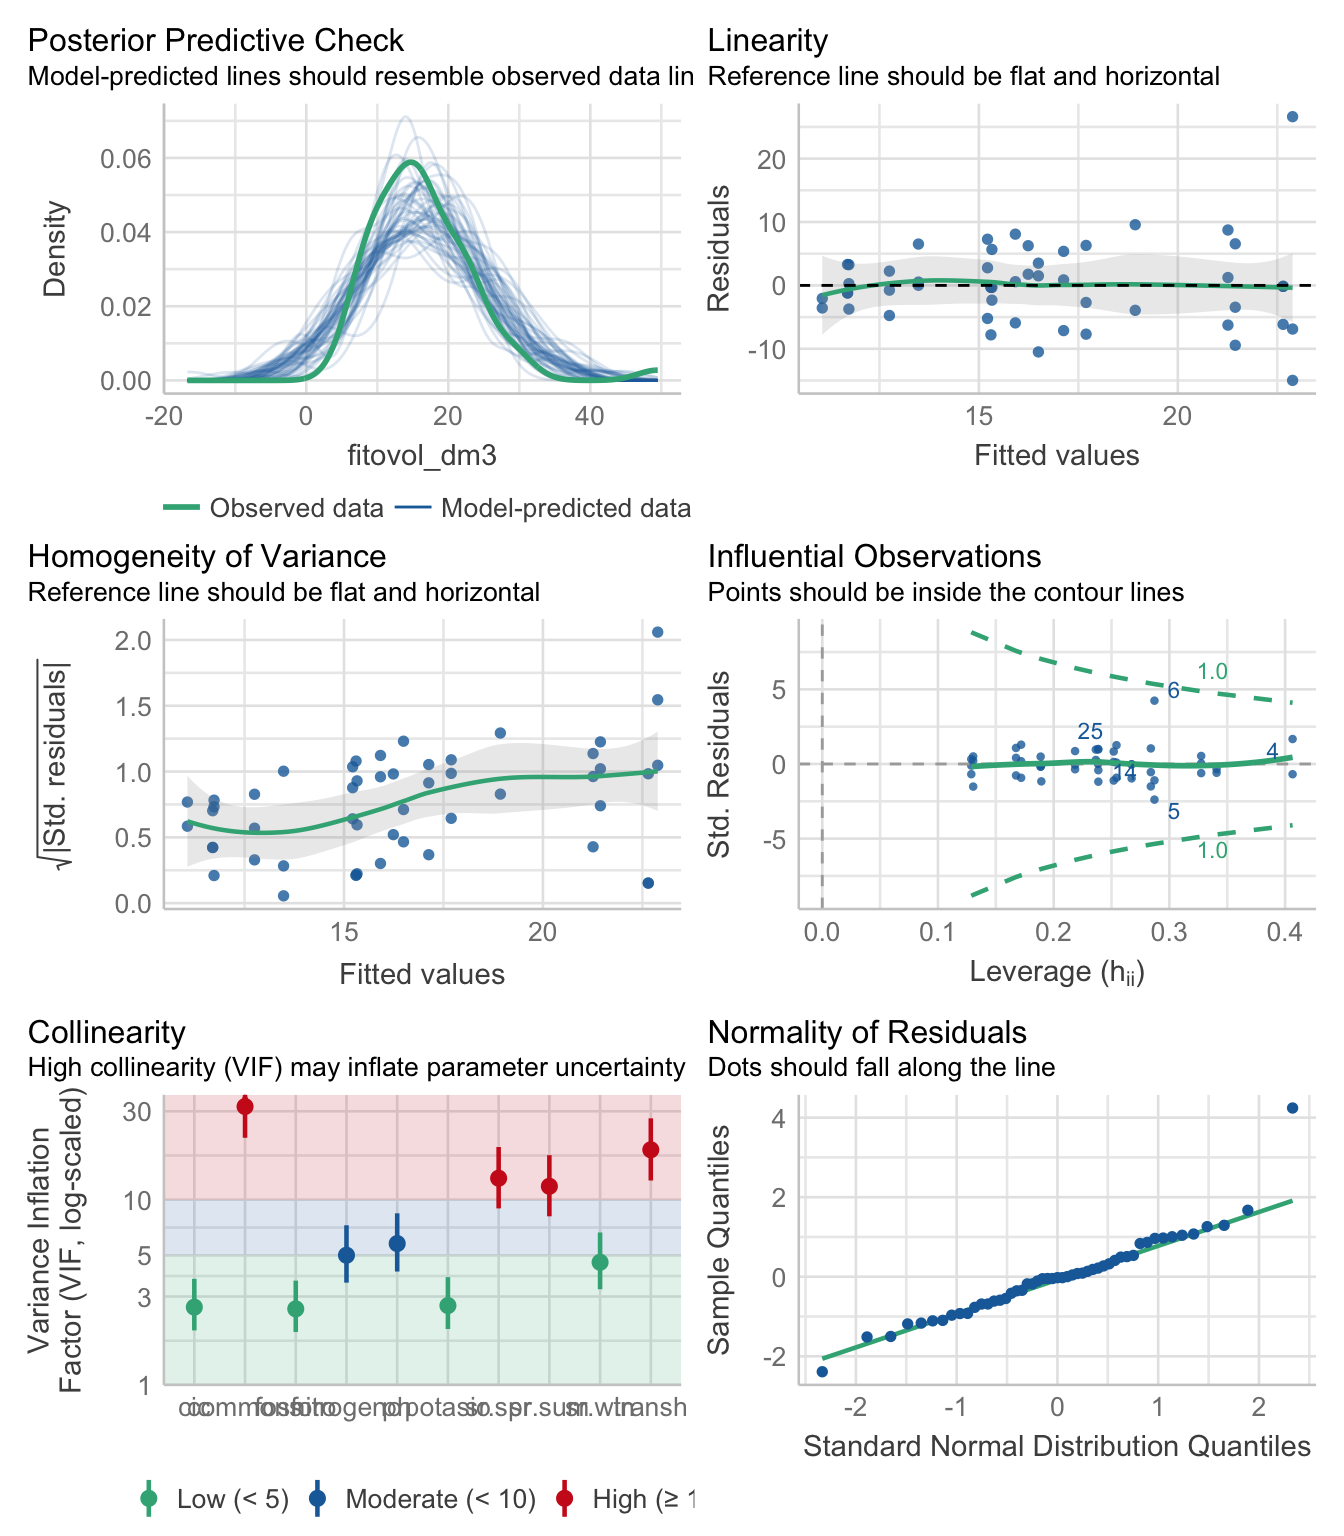 Posterior Predictive Check
Model-predicted lines should resemble observed data lin
0.06
0.04
0.02
0.00
Density
-20
0
20
40
fitovol_dm3
Observed data
Model-predicted data
Linearity
Reference line should be flat and horizontal
20
10
0
-10
Residuals
15
20
Fitted values
Homogeneity of Variance
Reference line should be flat and horizontal
2.0
1.5
1.0
0.5
0.0
√|Std. residuals|
15
20
Fitted values
Influential Observations
Points should be inside the contour lines
5
0
-5
Std. Residuals
1.0
6
25
4
14
5
1.0
0.0
0.1
0.2
0.3
0.4
Leverage (hii)
Collinearity
High collinearity (VIF) may inflate parameter uncertainty
30
10
5
3
1
Variance Inflation
Factor (VIF, log-scaled)
ph
potasio
Low (< 5)
Moderate (< 10)
High (≥ 1
Normality of Residuals
Dots should fall along the line
4
2
0
-2
Sample Quantiles
-2
-1
0
1
2
Standard Normal Distribution Quantiles